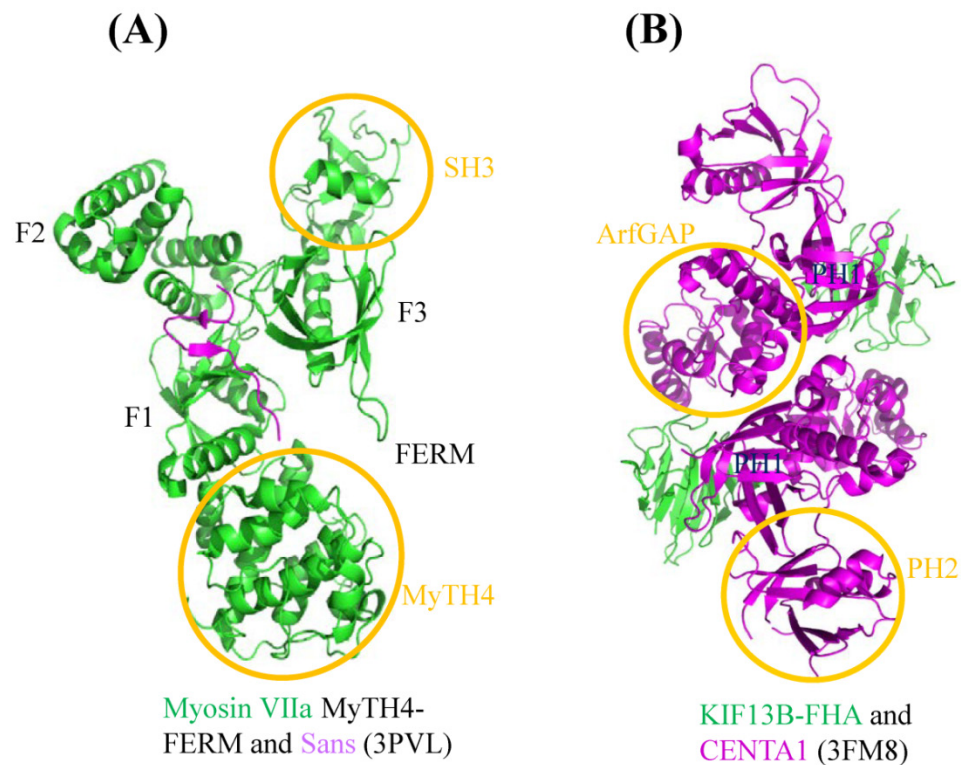 (A)
(B)
SH3
F2
ArfGAP
PH1
F3
F1
FERM
PH1
MyTH4
PH2
Myosin VIIa MyTH4-
FERM and Sans (3PVL)
KIF13B-FHA and
CENTA1 (3FM8)